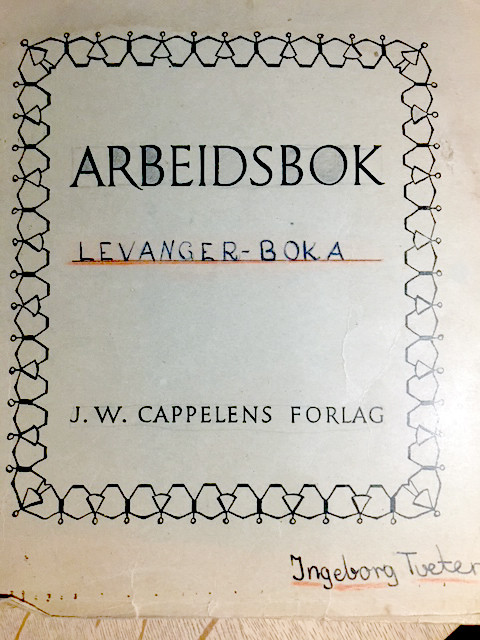 ARBEIDSBOK
LEVANGER-BOKA
J. W. CAPPELENS FORLAG
Ingeborg Tveter